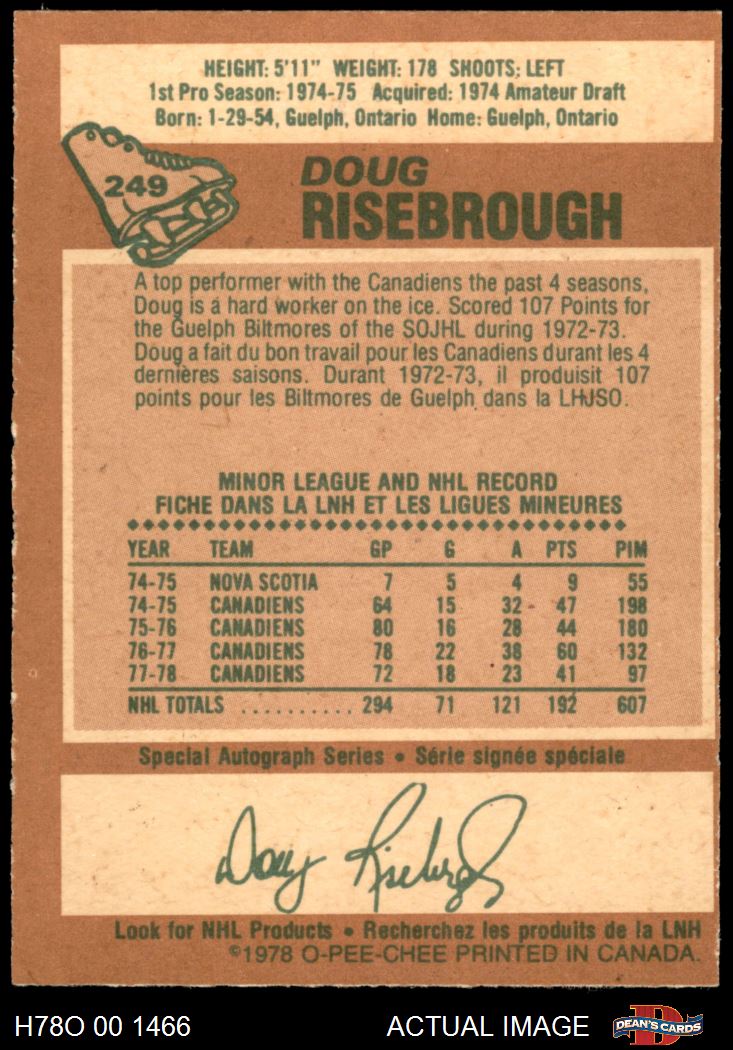 HEIGHT: 5'11" WEIGHT: 178 SHOOTS: LEFT
1st Pro Season: 1974-75 Acquired: 1974 Amateur Draft
Born: 1-29-54, Guelph, Ontario Home: Guelph, Ontario
249
DOUG
RISEBROUGH
A top performer with the Canadiens the past 4 seasons,
Doug is a hard worker on the ice. Scored 107 Points for
the Guelph Biltmores of the SOJHL during 1972-73.
Doug a fait du bon travail pour les Canadiens durant les 4
dernières saisons. Durant 1972-73, il produisit 107
points pour les Biltmores de Guelph dans la LHJSO.
MINOR LEAGUE AND NHL RECORD
FICHE DANS LA LNH ET LES LIGUES MINEURES
YEAR TEAM GP G A PTS PIM
74-75 NOVA SCOTIA 7 5 4 9 55
74-75 CANADIENS 64 15 32 47 198
75-76 CANADIENS 80 16 28 44 180
76-77 CANADIENS 78 22 38 60 132
77-78 CANADIENS 72 18 23 41 97
NHL TOTALS .......... 294 71 121 192 607
Special Autograph Series • Série signée spéciale
Doug Risebrough
Look for NHL Products • Recherchez les produits de la LNH
©1978 O-PEE-CHEE PRINTED IN CANADA.
H78O 00 1466 ACTUAL IMAGE DEAN'S CARDS